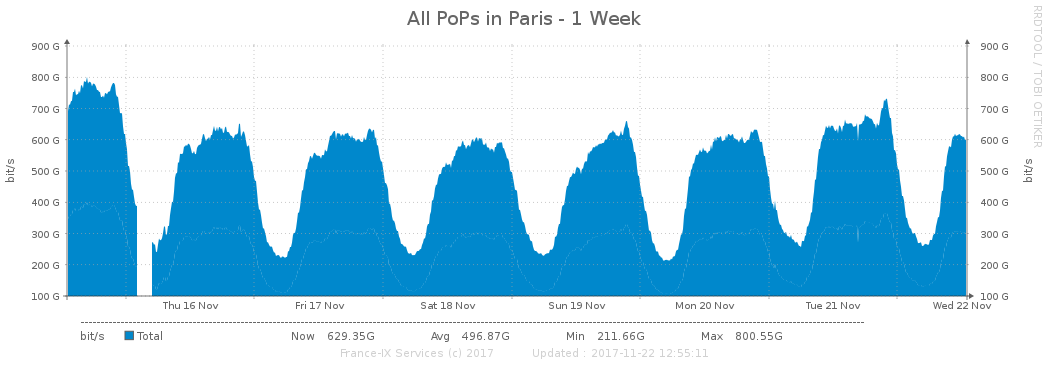 All PoPs in Paris - 1 Week
RRDTOOL / TOBI OETIKER
900 G 900 G
800 G 800 G
700 G 700 G
600 G 600 G
500 G 500 G
400 G 400 G
300 G 300 G
200 G 200 G
100 G 100 G
bit/s
bit/s
Thu 16 Nov Fri 17 Nov Sat 18 Nov Sun 19 Nov Mon 20 Nov Tue 21 Nov Wed 22 Nov
bit/s Total Now 629.35G Avg 496.87G Min 211.66G Max 800.55G
France-IX Services (c) 2017 Updated : 2017-11-22 12:55:11